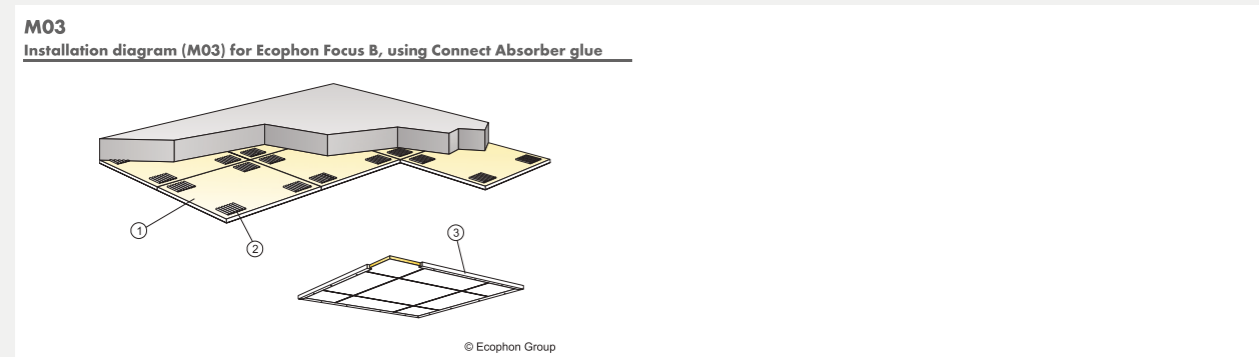 M03
Installation diagram (M03) for Ecophon Focus B, using Connect Absorber glue
1
2
3
© Ecophon Group